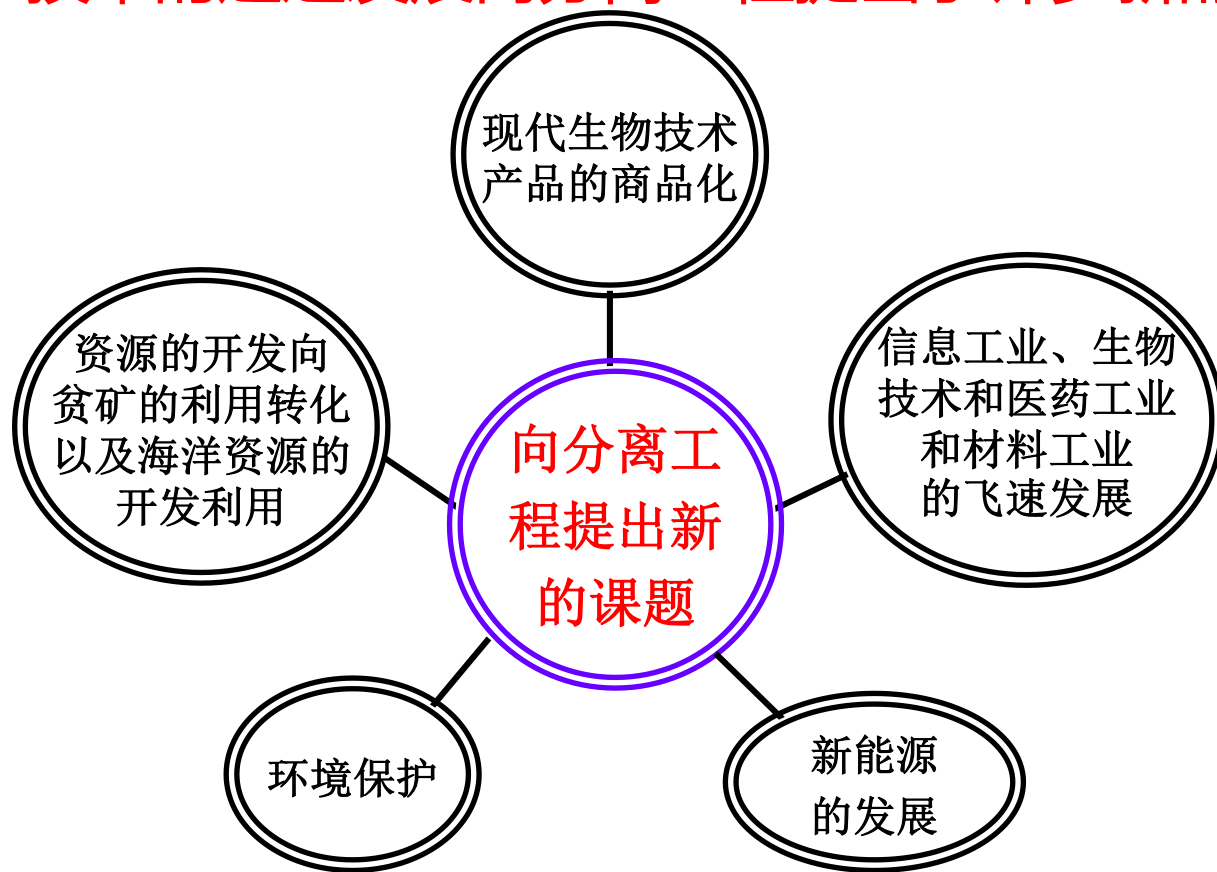 现代生物技术
产品的商品化
资源的开发向
贫矿的利用转化
以及海洋资源的
开发利用
信息工业、生物
技术和医药工业
和材料工业
的飞速发展
向分离工
程提出新
的课题
环境保护
新能源
的发展